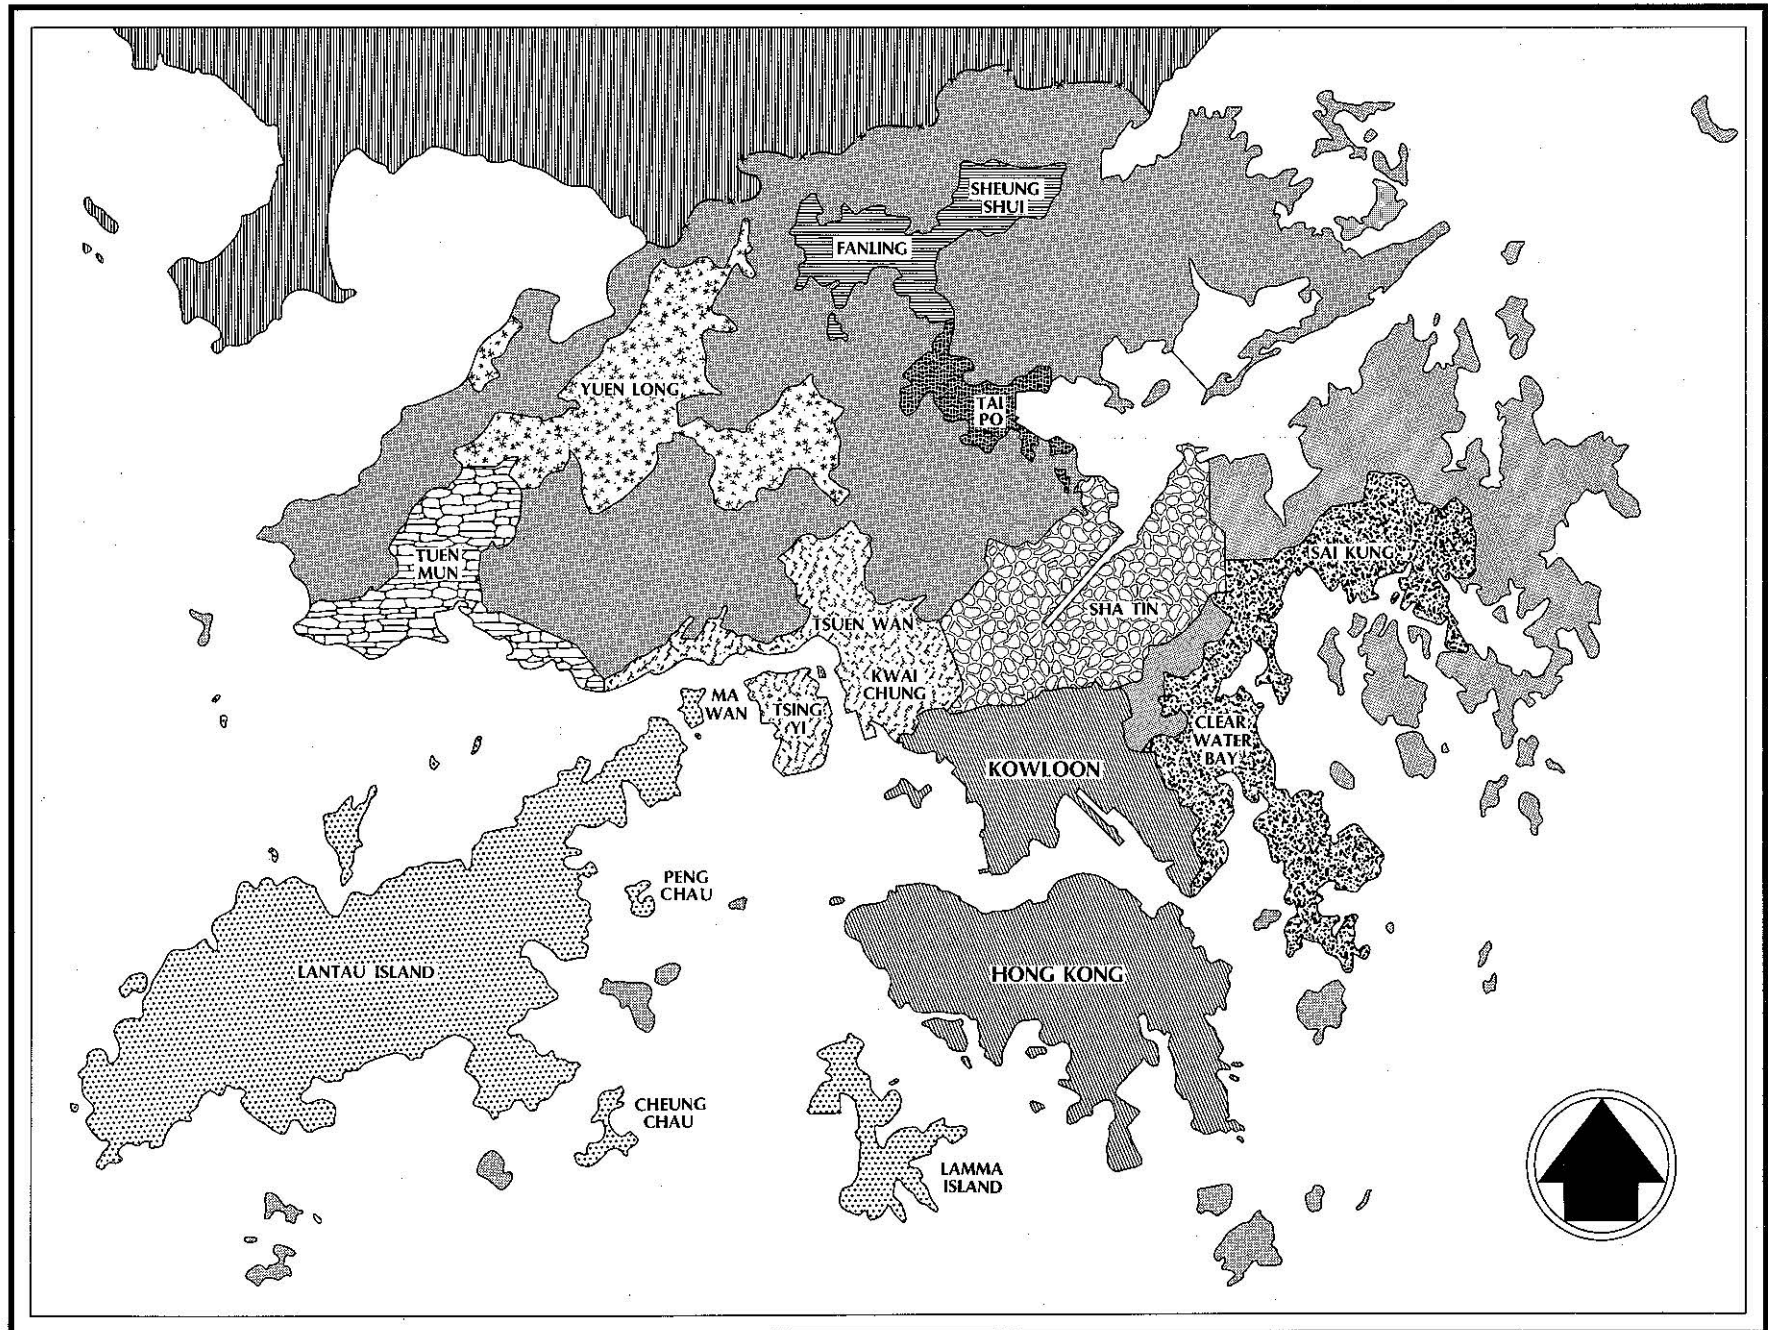 SHEUNG
SHUI
FANLING
YUEN LONG
TAI
PO
TUEN
MUN
SAI KUNG
SHA TIN
TSUEN WAN
KWAI
CHUNG
MA
WAN
TSING
YI
CLEAR
WATER
BAY
KOWLOON
PENG
CHAU
LANTAU ISLAND
HONG KONG
CHEUNG
CHAU
LAMMA
ISLAND